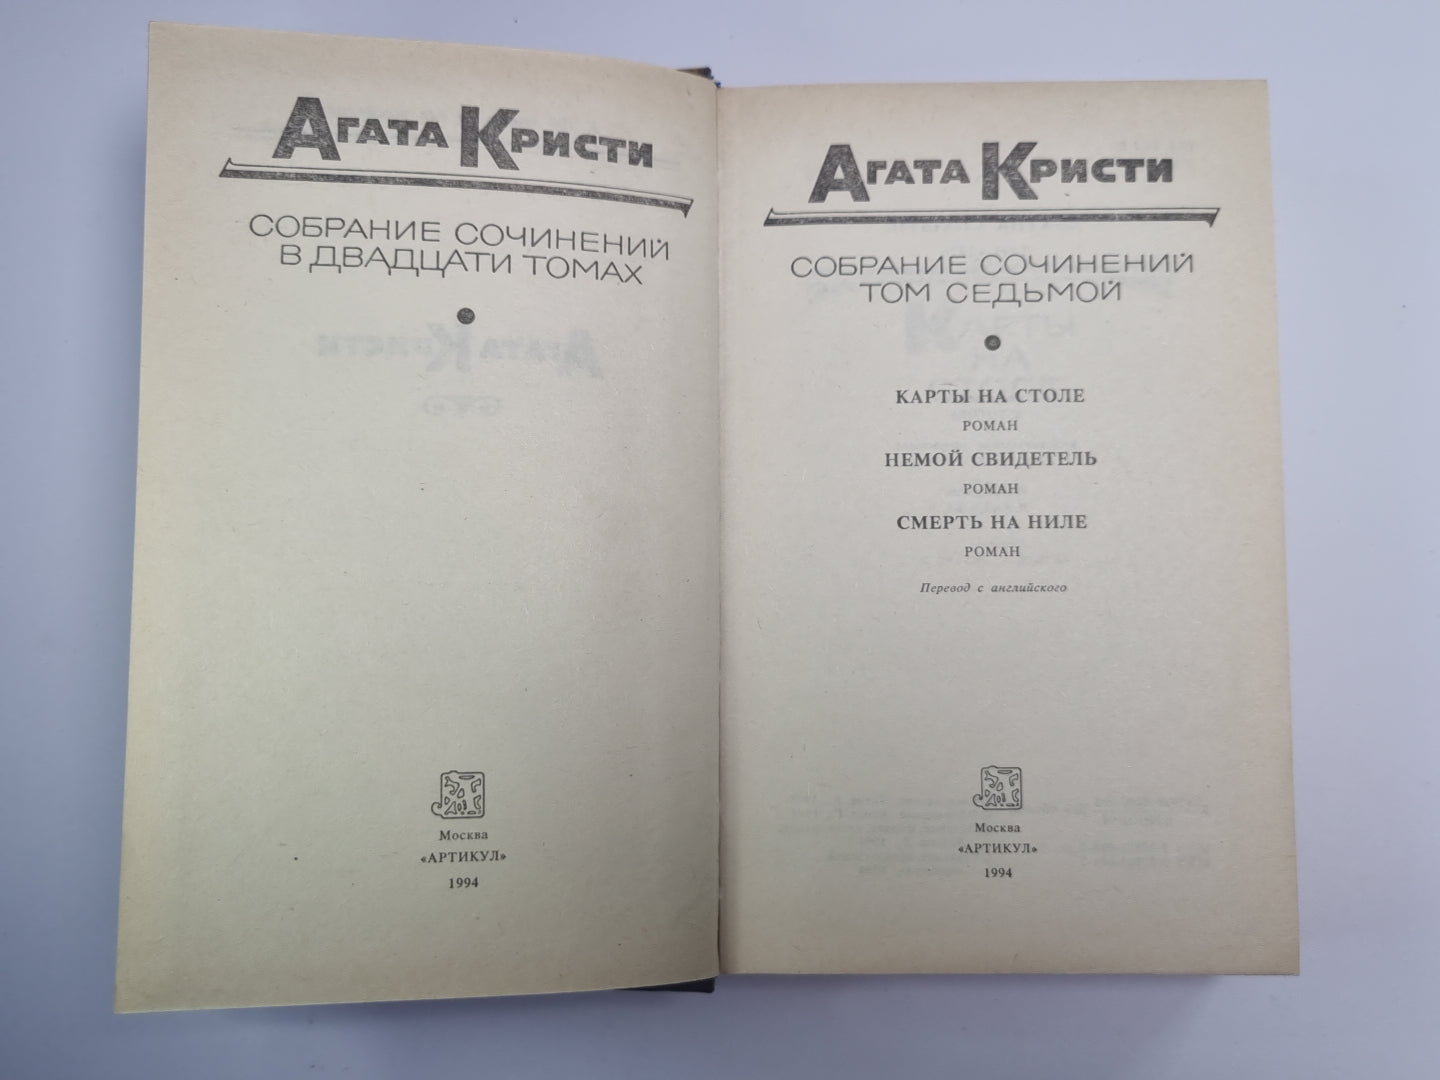 Агата Кристи
СОБРАНИЕ СОЧИНЕНИЙ
В ДВАДЦАТИ ТОМАХ
Москва
«АРТИКУЛ»
1994
Агата Кристи
СОБРАНИЕ СОЧИНЕНИЙ
ТОМ СЕДЬМОЙ
КАРТЫ НА СТОЛЕ
РОМАН
НЕМОЙ СВИДЕТЕЛЬ
РОМАН
СМЕРТЬ НА НИЛЕ
РОМАН
Перевод с английского
Москва
«АРТИКУЛ»
1994